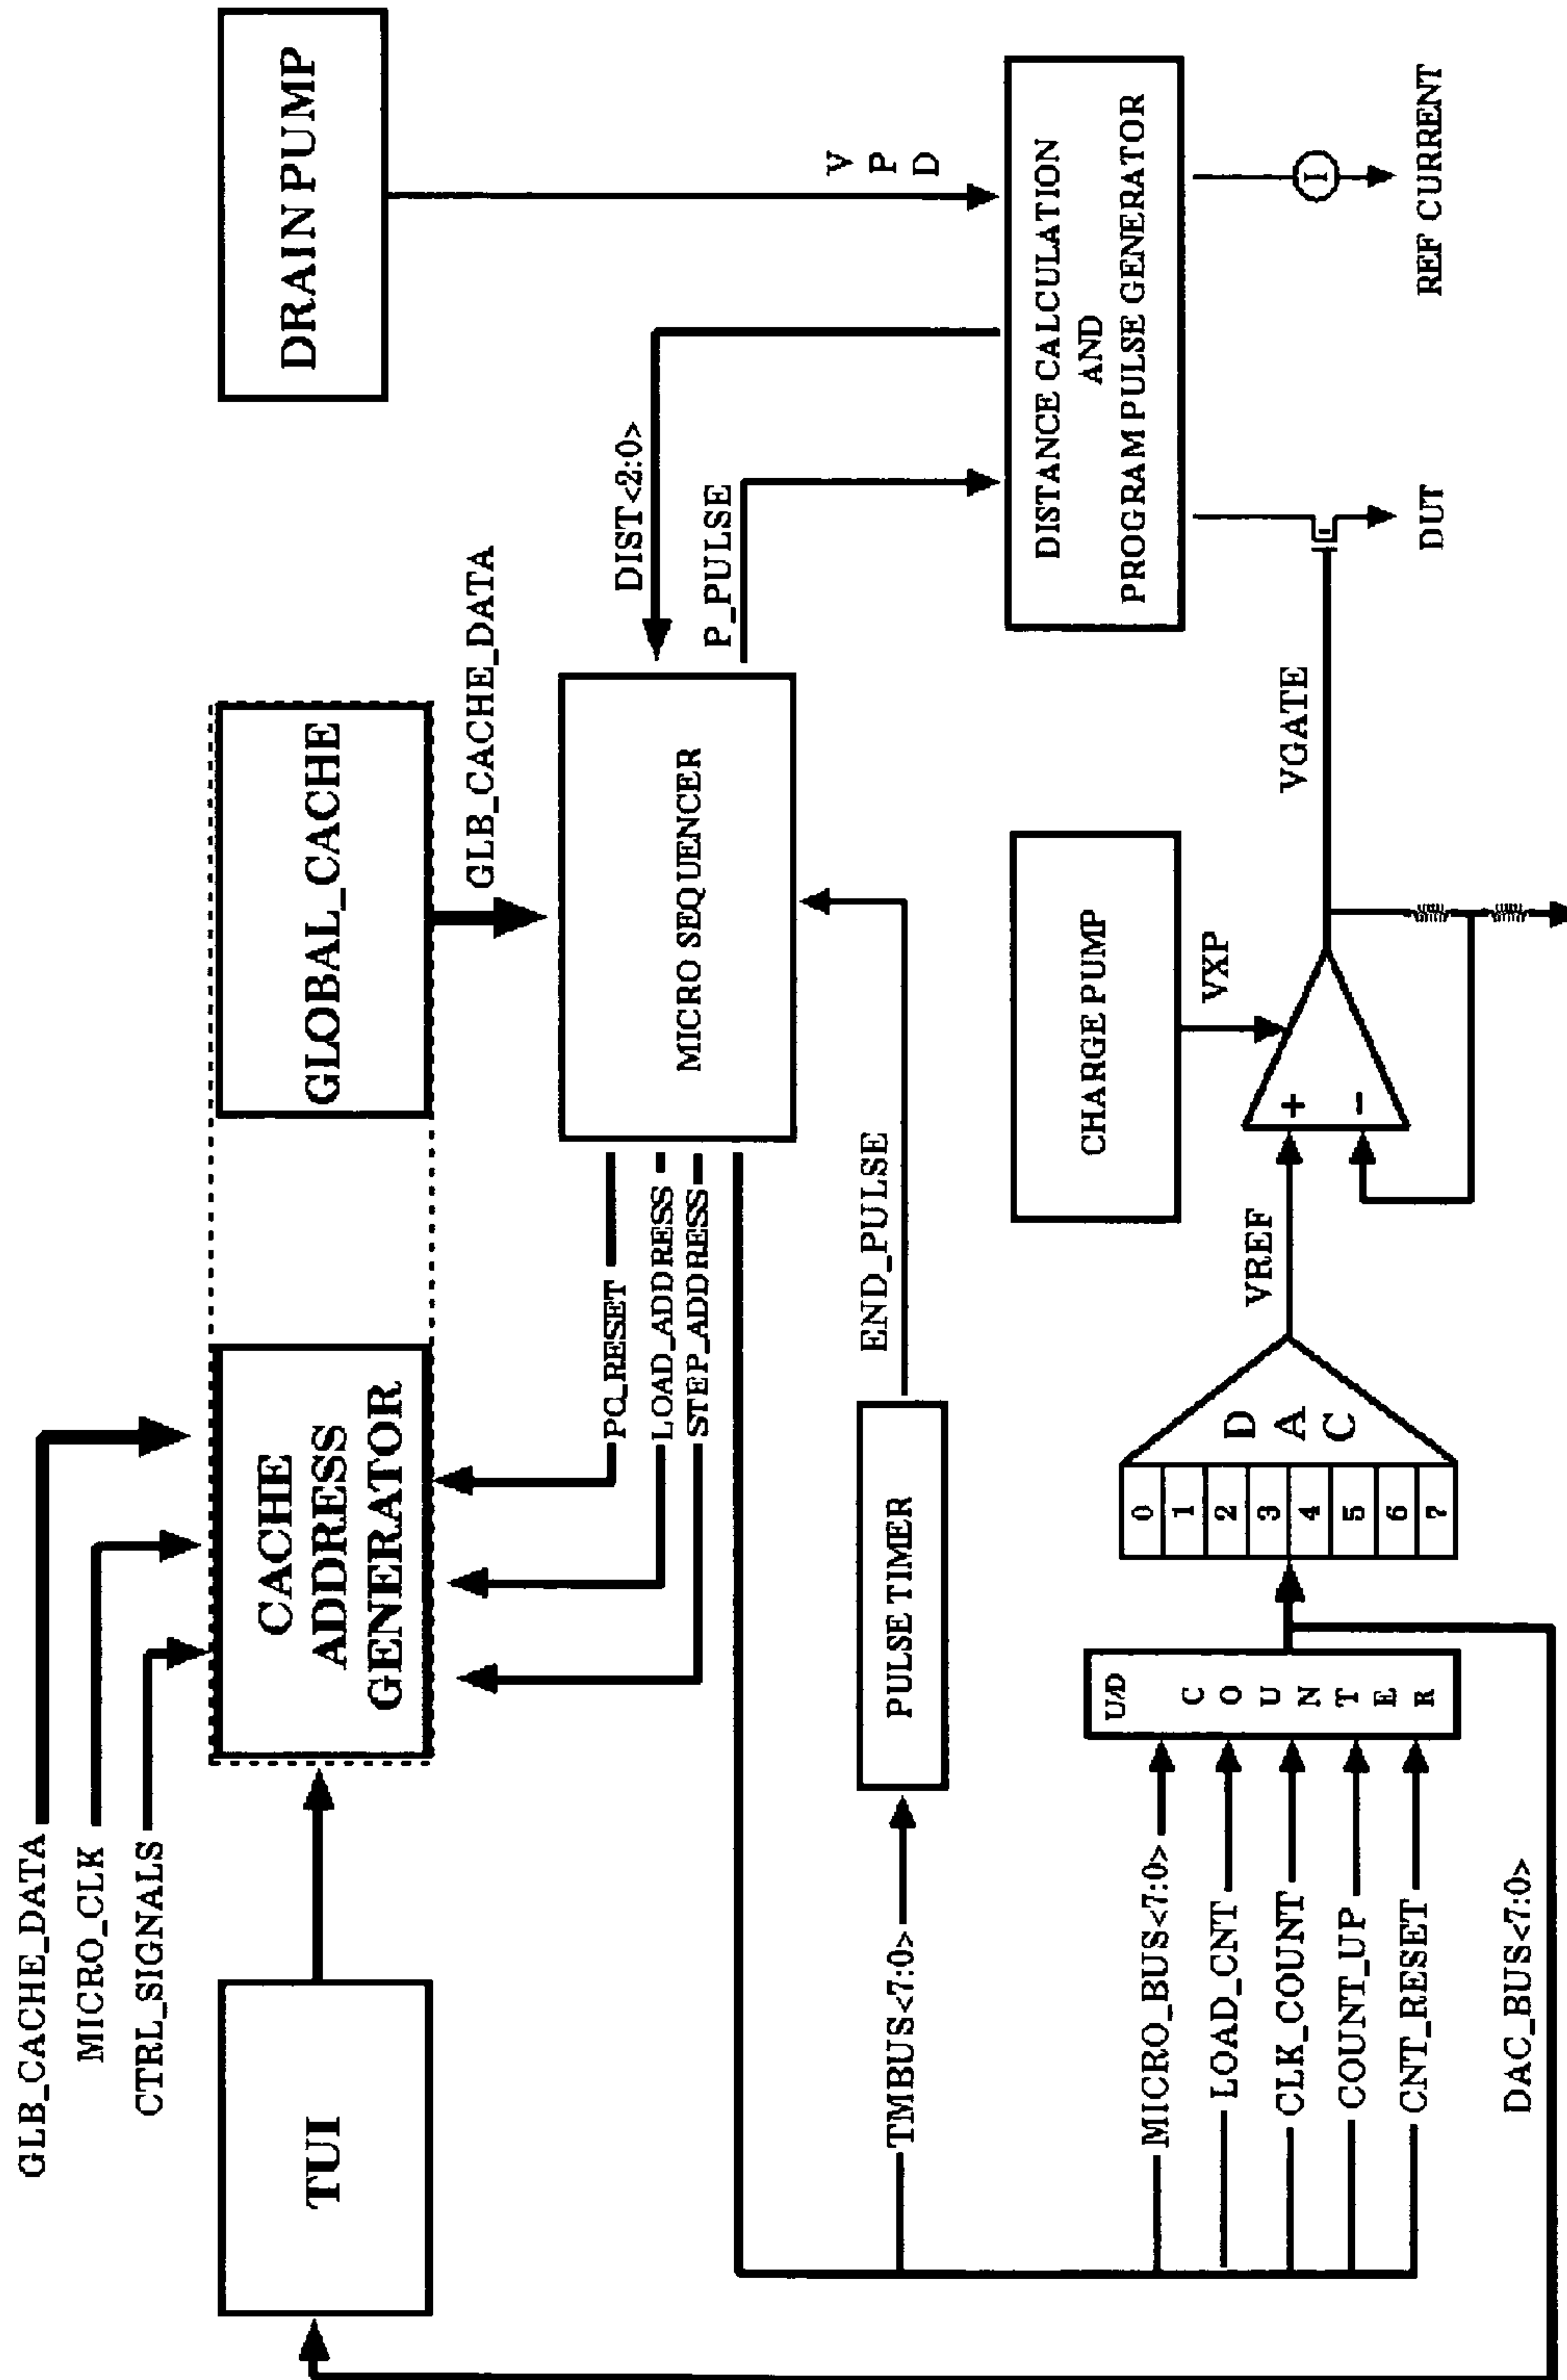 GLB_CACHE_DATA
MICRO_CLK
CTRL_SIGNALS
TUI
CACHE
ADDRESS
GENERATOR
GLOBAL_CACHE
DRAIN PUMP
GLB_CACHE_DATA
PC_RESET
LOAD_ADDRESS
STEP_ADDRESS
MICRO SEQUENCER
DIST<2:0>
P_PULSE
V
P
D
TMBUS<7:0>
PULSE TIMER
END_PULSE
DISTANCE CALCULATION
AND
PROGRAM PULSE GENERATOR
MICRO_BUS<7:0>
LOAD_CNT
CLK_COUNT
COUNT_UP
CNT_RESET
U/D
C
O
U
N
T
E
R
0
1
2
3
4
5
6
7
D
A
C
VREF
CHARGE PUMP
VXP
+
-
VGATE
DUT
I
REF CURRENT
DAC_BUS<7:0>